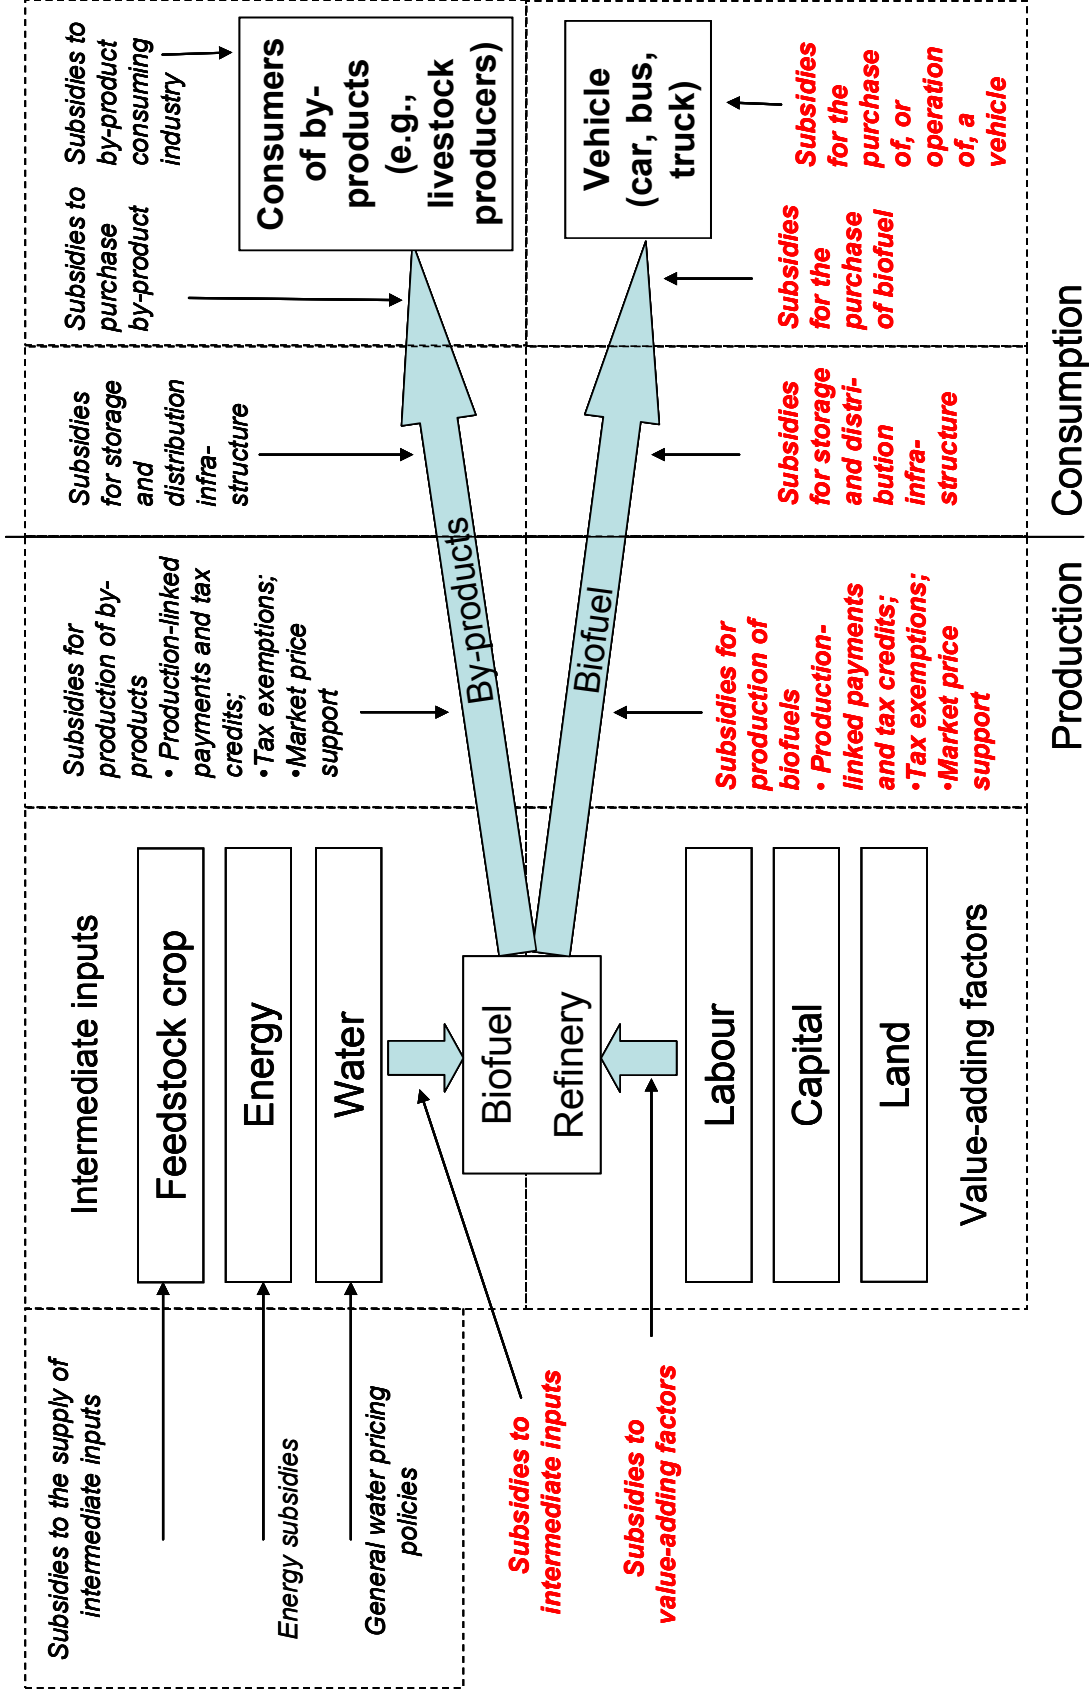 Subsidies to the supply of
intermediate inputs
Energy subsidies
General water pricing
policies
Subsidies to
intermediate inputs
Subsidies to
value-adding factors
Intermediate inputs
Feedstock crop
Energy
Water
Biofuel
Refinery
Labour
Capital
Land
Value-adding factors
Subsidies for
production of by-
products
• Production-linked
payments and tax
credits;
•Tax exemptions;
•Market price
support
By-products
Biofuel
Subsidies for
production of
biofuels
• Production-
linked payments
and tax credits;
•Tax exemptions;
•Market price
support
Subsidies
for storage
and
distribution
infra-
structure
Subsidies
for storage
and distri-
bution
infra-
structure
Subsidies to
purchase
by-product
Subsidies to
by-product
consuming
industry
Consumers
of by-
products
(e.g.,
livestock
producers)
Vehicle
(car, bus,
truck)
Subsidies
for the
purchase
of biofuel
Subsidies
for the
purchase
of, or
operation
of, a
vehicle
Production
Consumption